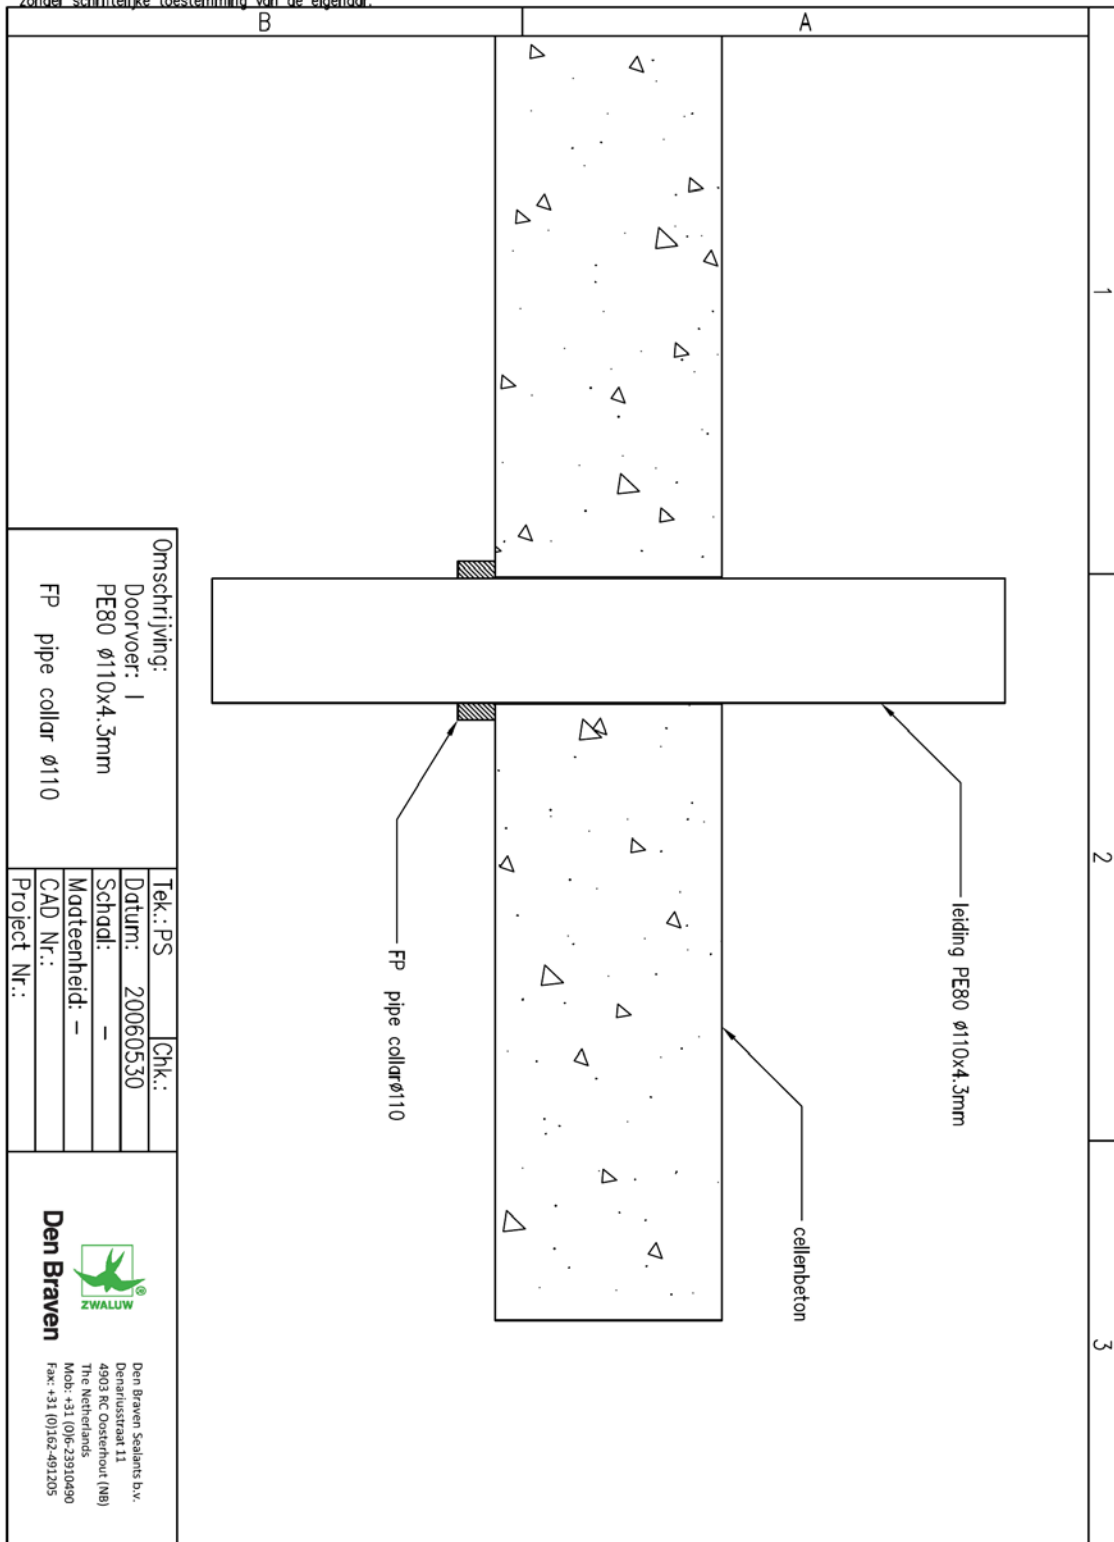 zonder schriftelijke toestemming van de eigenaar.
B
A
1
2
3
leiding PE80 ø110x4.3mm
cellenbeton
FP pipe collarø110
Omschrijving:
Doorvoer: I
PE80 ø110x4.3mm
FP pipe collar ø110
Tek.: PS
Chk.:
Datum: 20060530
Schaal: –
Maateenheid: –
CAD Nr.:
Project Nr.:
ZWALUW®
Den Braven
Den Braven Sealants b.v.
Denariusstraat 11
4903 RC Oosterhout (NB)
The Netherlands
Mob: +31 (0)6-23910490
Fax: +31 (0)162-491205